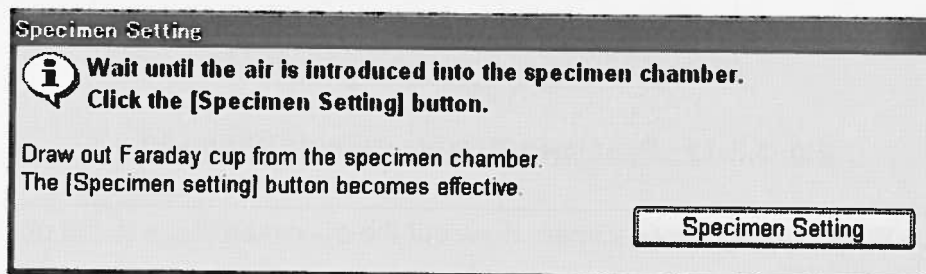 Specimen Setting
Wait until the air is introduced into the specimen chamber.
Click the [Specimen Setting] button.
Draw out Faraday cup from the specimen chamber.
The [Specimen setting] button becomes effective.
Specimen Setting